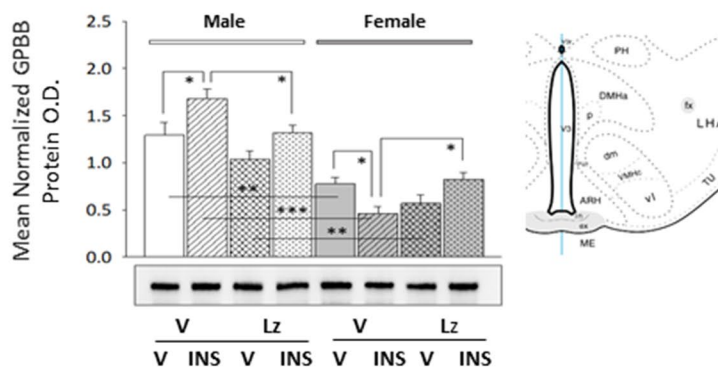 Male Female
Mean Normalized GPBB
Protein O.D.
2.5
2.0
1.5
1.0
0.5
0.0
* * * *
**
***
**
V Lz V Lz
V INS V INS V INS V INS
PH
DMHa
fx
LHA
p
V3
dm
VMHc
vl
TU
ARH
ex
ME